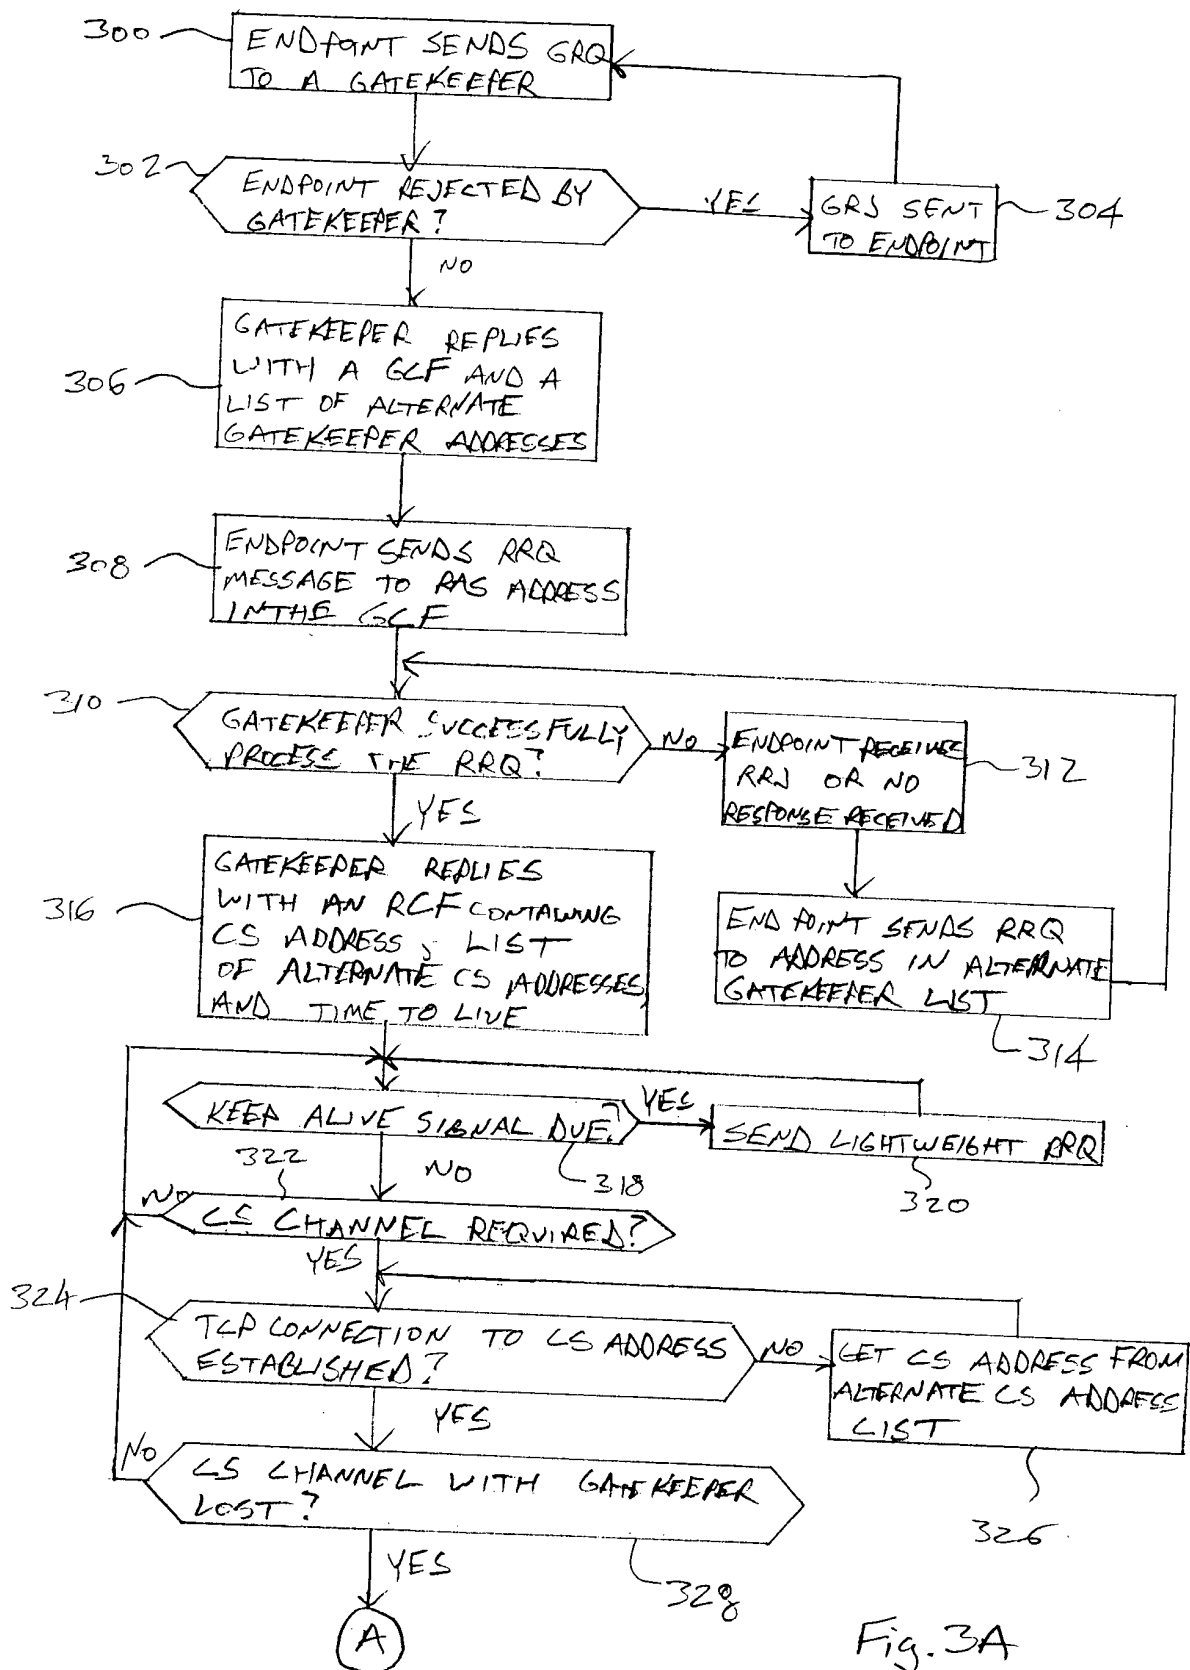 300
ENDPOINT SENDS GRQ
TO A GATEKEEPER
302
ENDPOINT REJECTED BY
GATEKEEPER?
YES
GRJ SENT
TO ENDPOINT
304
NO
306
GATEKEEPER REPLIES
WITH A GCF AND A
LIST OF ALTERNATE
GATEKEEPER ADDRESSES
308
ENDPOINT SENDS RRQ
MESSAGE TO RAS ADDRESS
IN THE GCF
310
GATEKEEPER SUCCESSFULLY
PROCESS THE RRQ?
NO
ENDPOINT RECEIVES
RRJ OR NO
RESPONSE RECEIVED
312
YES
316
GATEKEEPER REPLIES
WITH AN RCF CONTAINING
CS ADDRESS, LIST
OF ALTERNATE CS ADDRESSES,
AND TIME TO LIVE
ENDPOINT SENDS RRQ
TO ADDRESS IN ALTERNATE
GATEKEEPER LIST
314
KEEP ALIVE SIGNAL DUE?
YES
SEND LIGHTWEIGHT RRQ
318
320
NO
322
NO
CS CHANNEL REQUIRED?
YES
324
TCP CONNECTION TO CS ADDRESS
ESTABLISHED?
NO
GET CS ADDRESS FROM
ALTERNATE CS ADDRESS
LIST
326
YES
NO
CS CHANNEL WITH GATEKEEPER
LOST?
328
YES
A
Fig. 3A